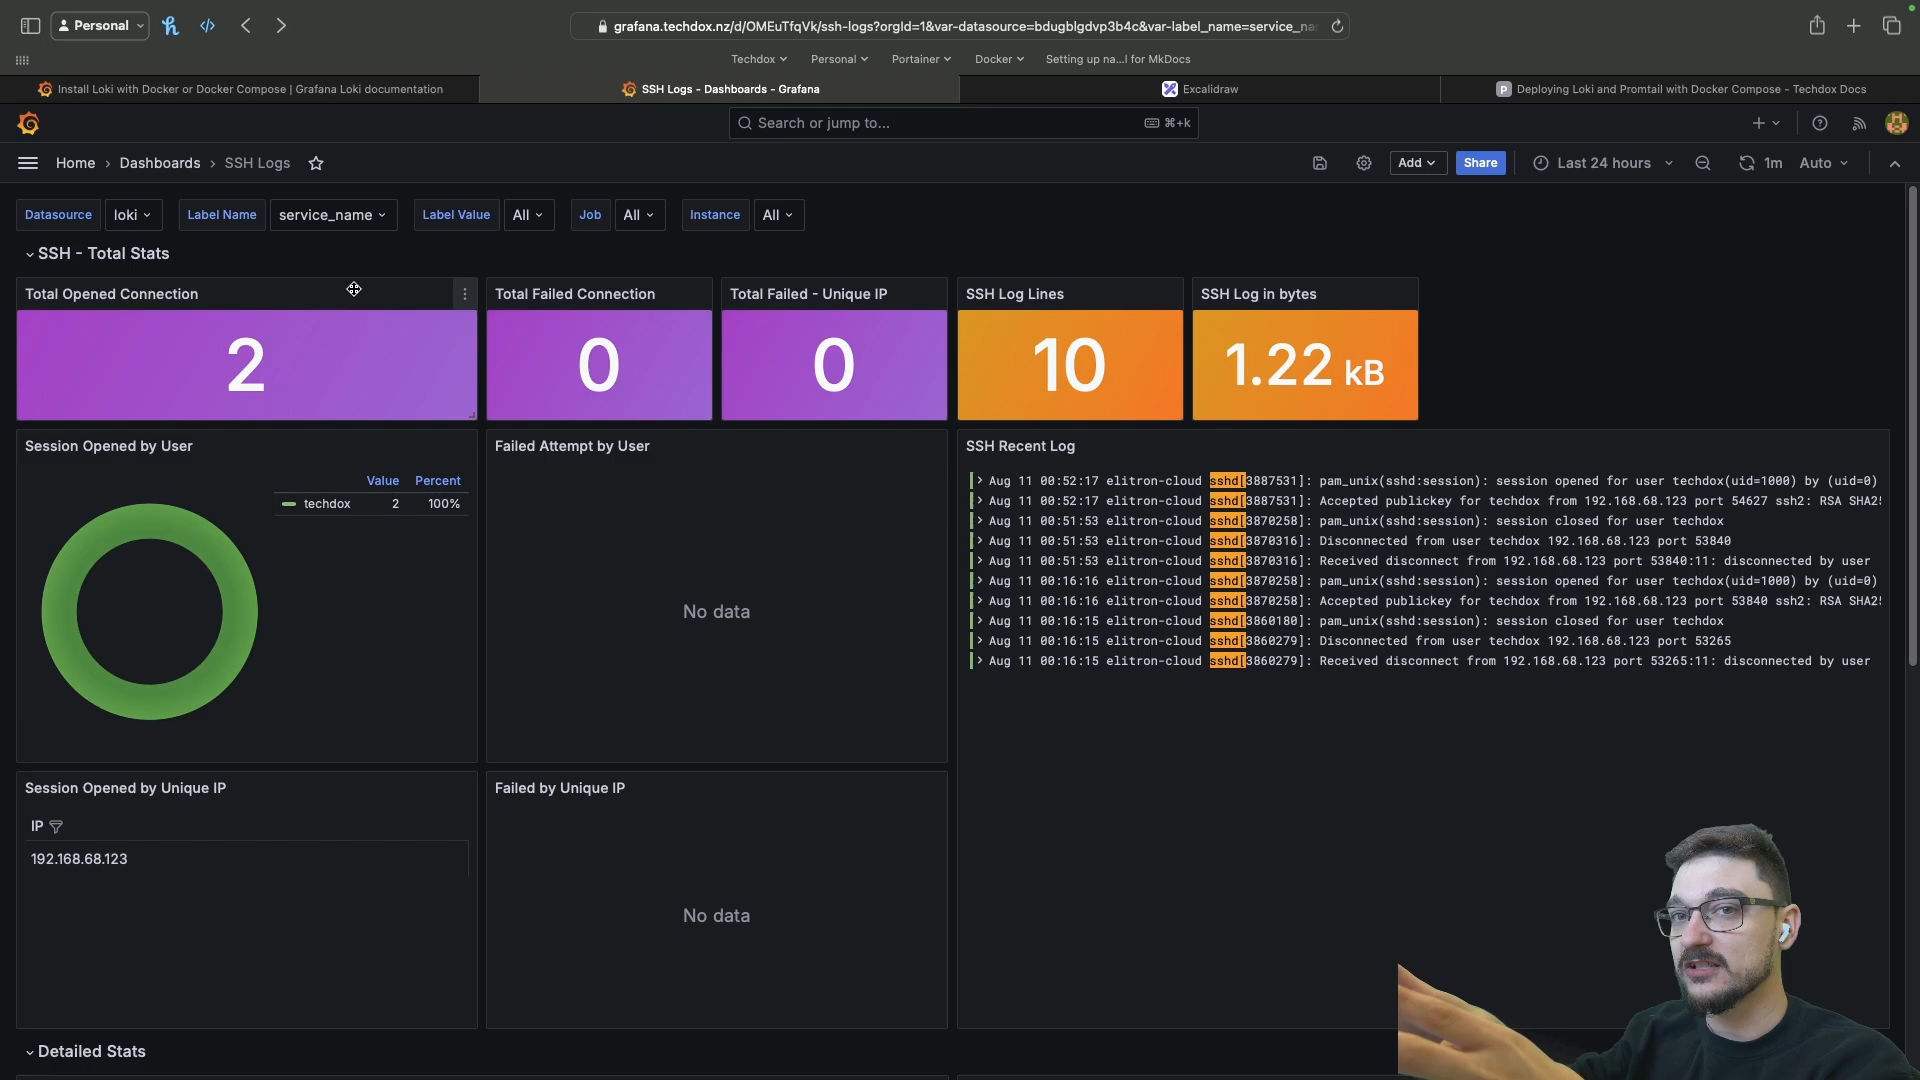 Personal
grafana.techdox.nz/d/OMEuTfqVk/ssh-logs?orgId=1&var-datasource=bdugblgdvp3b4c&var-label_name=service_na
Techdox Personal Portainer Docker Setting up na...l for MkDocs
Install Loki with Docker or Docker Compose | Grafana Loki documentation
SSH Logs - Dashboards - Grafana
Excalidraw
P Deploying Loki and Promtail with Docker Compose - Techdox Docs
Search or jump to...
⌘+k
Home › Dashboards › SSH Logs
Add
Share
Last 24 hours
1m
Auto
Datasource loki Label Name service_name Label Value All Job All Instance All
SSH - Total Stats
Total Opened Connection
2
Total Failed Connection
0
Total Failed - Unique IP
0
SSH Log Lines
10
SSH Log in bytes
1.22 kB
Session Opened by User
Value Percent
techdox 2 100%
Failed Attempt by User
No data
SSH Recent Log
Aug 11 00:52:17 elitron-cloud sshd[3887531]: pam_unix(sshd:session): session opened for user techdox(uid=1000) by (uid=0)
Aug 11 00:52:17 elitron-cloud sshd[3887531]: Accepted publickey for techdox from 192.168.68.123 port 54627 ssh2: RSA SHA25
Aug 11 00:51:53 elitron-cloud sshd[3870258]: pam_unix(sshd:session): session closed for user techdox
Aug 11 00:51:53 elitron-cloud sshd[3870316]: Disconnected from user techdox 192.168.68.123 port 53840
Aug 11 00:51:53 elitron-cloud sshd[3870316]: Received disconnect from 192.168.68.123 port 53840:11: disconnected by user
Aug 11 00:16:16 elitron-cloud sshd[3870258]: pam_unix(sshd:session): session opened for user techdox(uid=1000) by (uid=0)
Aug 11 00:16:16 elitron-cloud sshd[3870258]: Accepted publickey for techdox from 192.168.68.123 port 53840 ssh2: RSA SHA25
Aug 11 00:16:15 elitron-cloud sshd[3860180]: pam_unix(sshd:session): session closed for user techdox
Aug 11 00:16:15 elitron-cloud sshd[3860279]: Disconnected from user techdox 192.168.68.123 port 53265
Aug 11 00:16:15 elitron-cloud sshd[3860279]: Received disconnect from 192.168.68.123 port 53265:11: disconnected by user
Session Opened by Unique IP
IP
192.168.68.123
Failed by Unique IP
No data
Detailed Stats